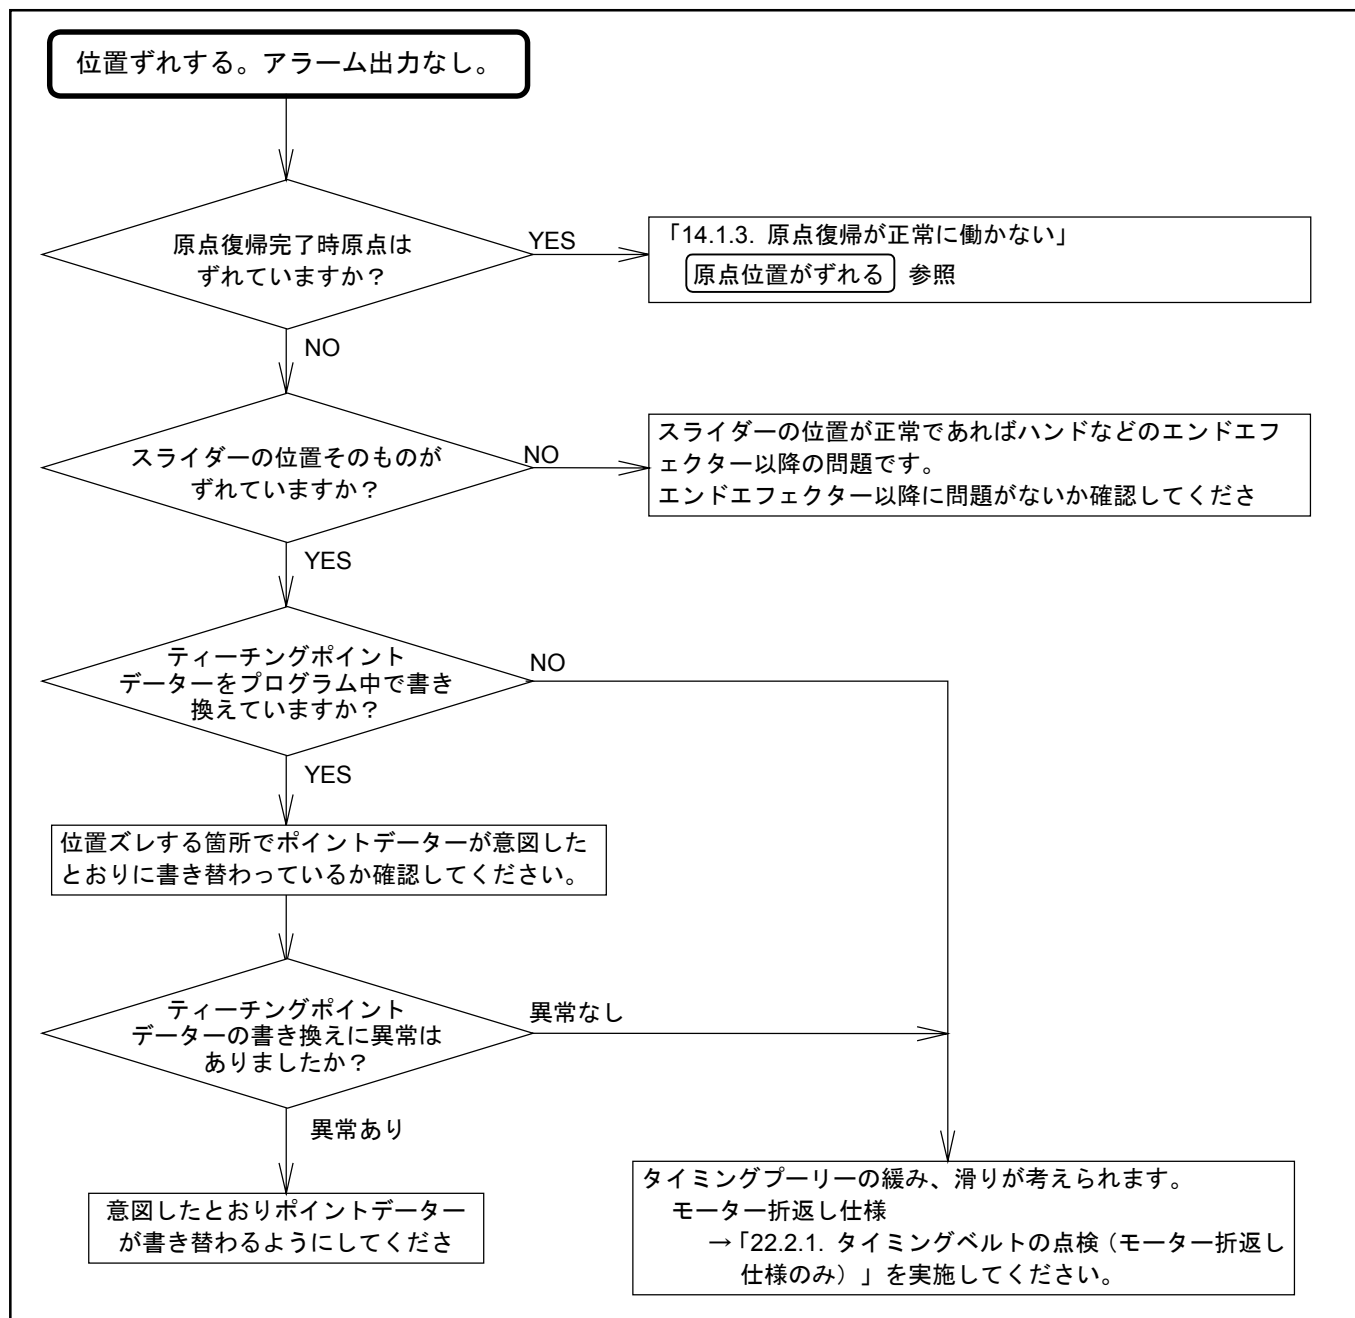 位置ずれする。アラーム出力なし。
原点復帰完了時原点は
ずれていますか？
YES
「14.1.3. 原点復帰が正常に働かない」
原点位置がずれる 参照
NO
スライダーの位置そのものが
ずれていますか？
NO
スライダーの位置が正常であればハンドなどのエンドエフ
ェクター以降の問題です。
エンドエフェクター以降に問題がないか確認してくださ
YES
ティーチングポイント
データーをプログラム中で書き
換えていますか？
NO
YES
位置ズレする箇所でポイントデーターが意図した
とおりに書き替わっているか確認してください。
ティーチングポイント
データーの書き換えに異常は
ありましたか？
異常なし
異常あり
意図したとおりポイントデーター
が書き替わるようにしてくださ
タイミングプーリーの緩み、滑りが考えられます。
モーター折返し仕様
→「22.2.1. タイミングベルトの点検（モーター折返し
仕様のみ）」を実施してください。